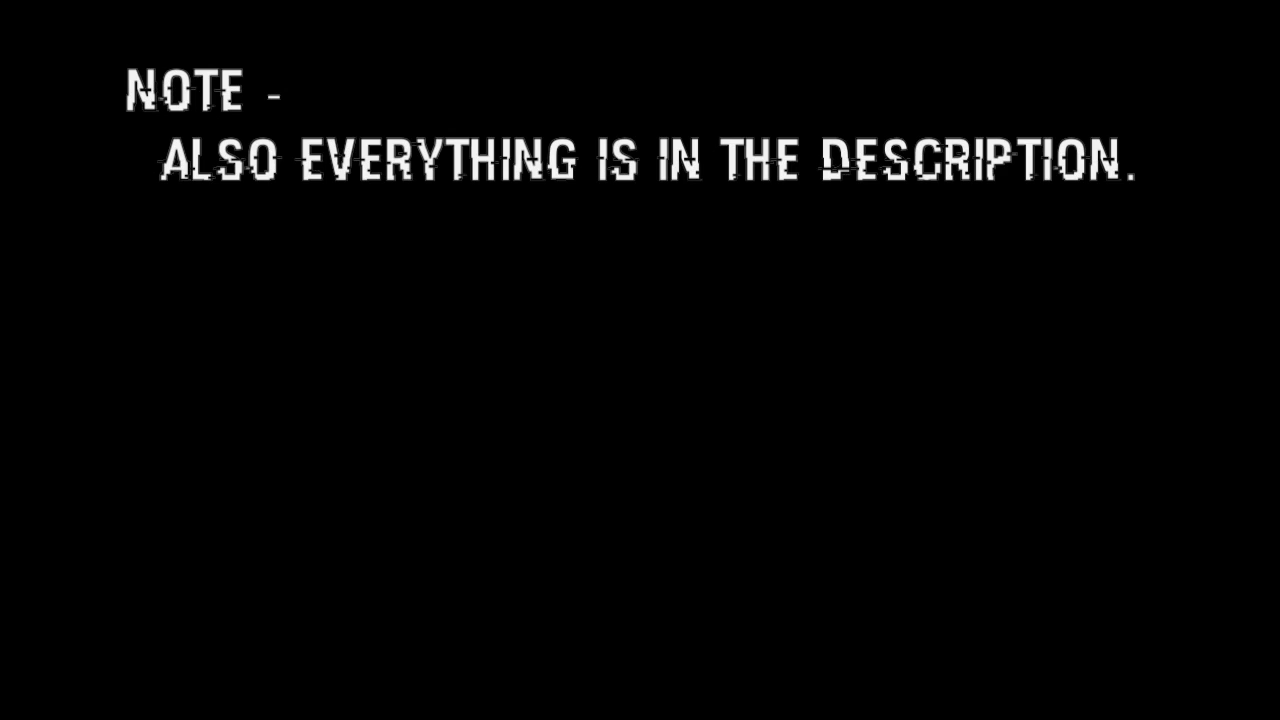 NOTE -
ALSO EVERYTHING IS IN THE DESCRIPTION.